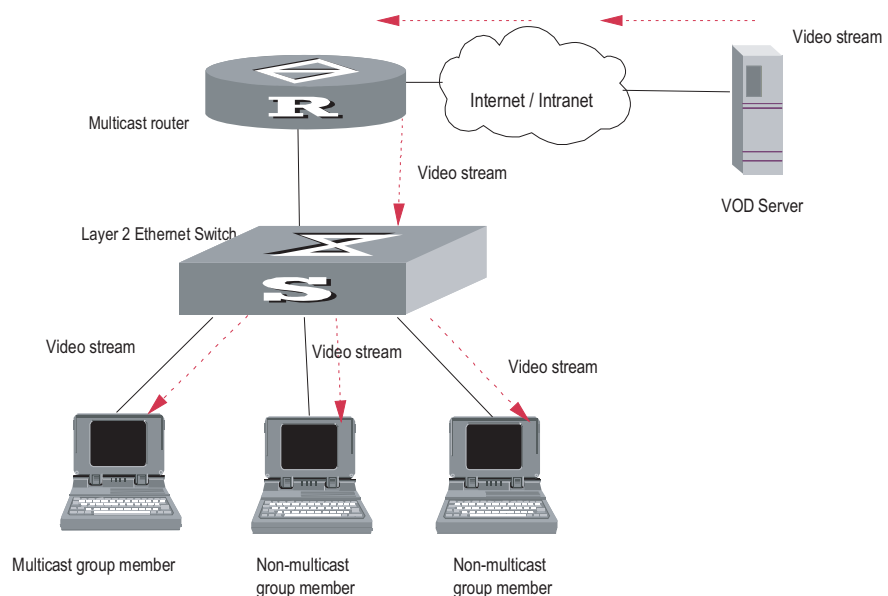 Video stream
Internet / Intranet
R
Multicast router
Video stream
VOD Server
Layer 2 Ethernet Switch
S
Video stream
Video stream
Video stream
Multicast group member
Non-multicast
group member
Non-multicast
group member